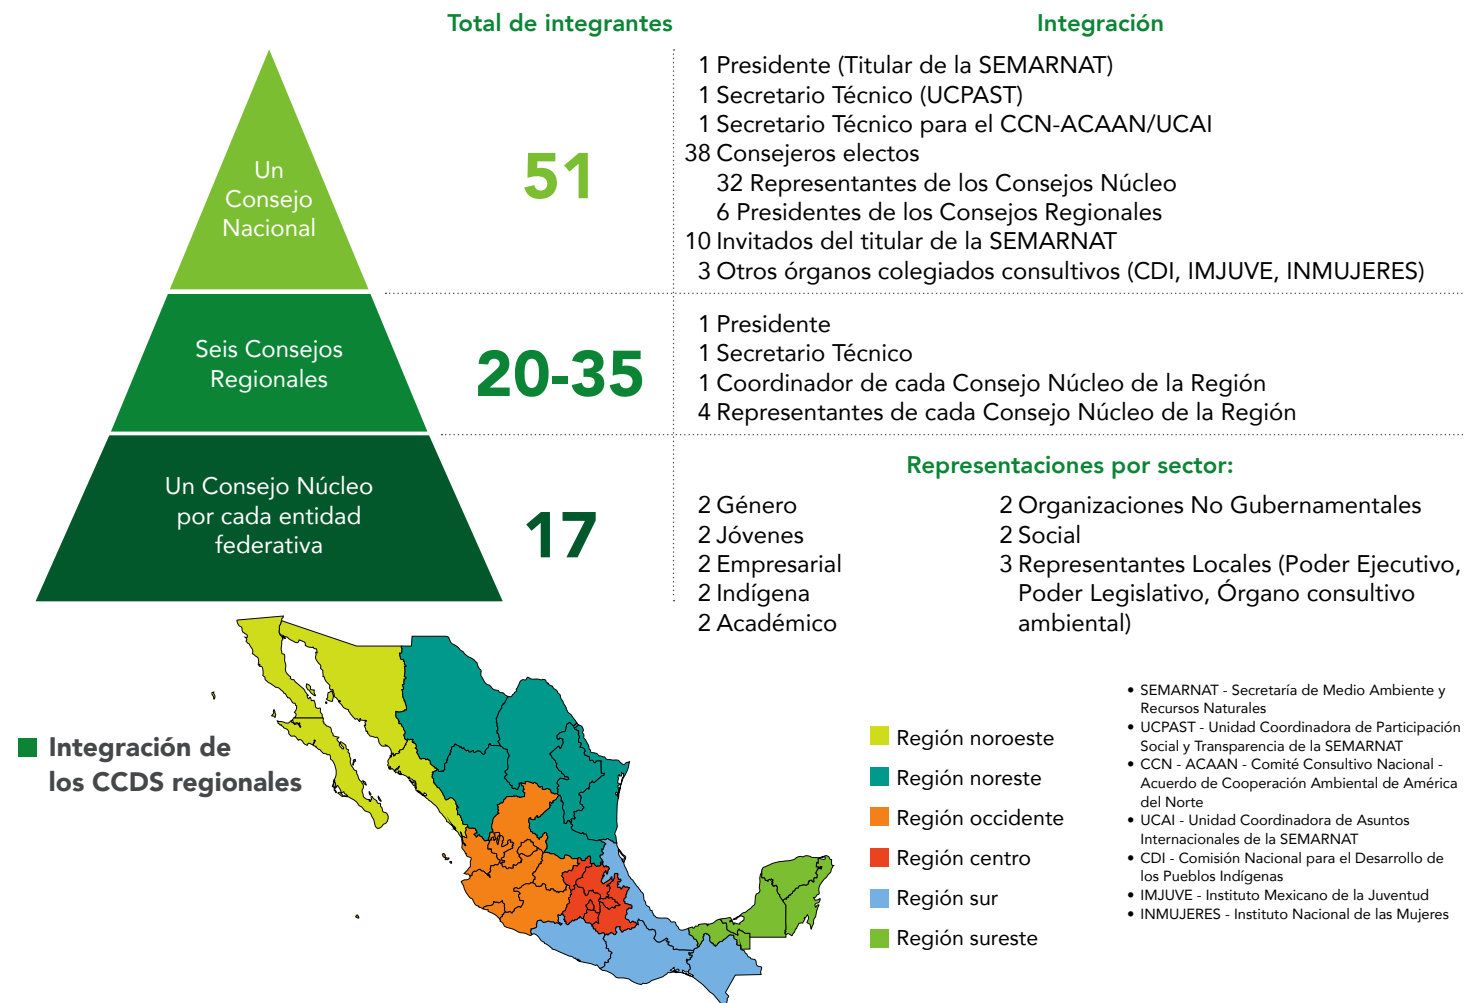 Total de integrantes
Integración
Un
Consejo
Nacional
51
1 Presidente (Titular de la SEMARNAT)
1 Secretario Técnico (UCPAST)
1 Secretario Técnico para el CCN-ACAAN/UCAI
38 Consejeros electos
32 Representantes de los Consejos Núcleo
6 Presidentes de los Consejos Regionales
10 Invitados del titular de la SEMARNAT
3 Otros órganos colegiados consultivos (CDI, IMJUVE, INMUJERES)
Seis Consejos
Regionales
20-35
1 Presidente
1 Secretario Técnico
1 Coordinador de cada Consejo Núcleo de la Región
4 Representantes de cada Consejo Núcleo de la Región
Un Consejo Núcleo
por cada entidad
federativa
17
Representaciones por sector:
2 Género
2 Jóvenes
2 Empresarial
2 Indígena
2 Académico
2 Organizaciones No Gubernamentales
2 Social
3 Representantes Locales (Poder Ejecutivo,
Poder Legislativo, Órgano consultivo
ambiental)
Integración de
los CCDS regionales
Región noroeste
Región noreste
Región occidente
Región centro
Región sur
Región sureste
• SEMARNAT - Secretaría de Medio Ambiente y
Recursos Naturales
• UCPAST - Unidad Coordinadora de Participación
Social y Transparencia de la SEMARNAT
• CCN - ACAAN - Comité Consultivo Nacional -
Acuerdo de Cooperación Ambiental de América
del Norte
• UCAI - Unidad Coordinadora de Asuntos
Internacionales de la SEMARNAT
• CDI - Comisión Nacional para el Desarrollo de
los Pueblos Indígenas
• IMJUVE - Instituto Mexicano de la Juventud
• INMUJERES - Instituto Nacional de las Mujeres